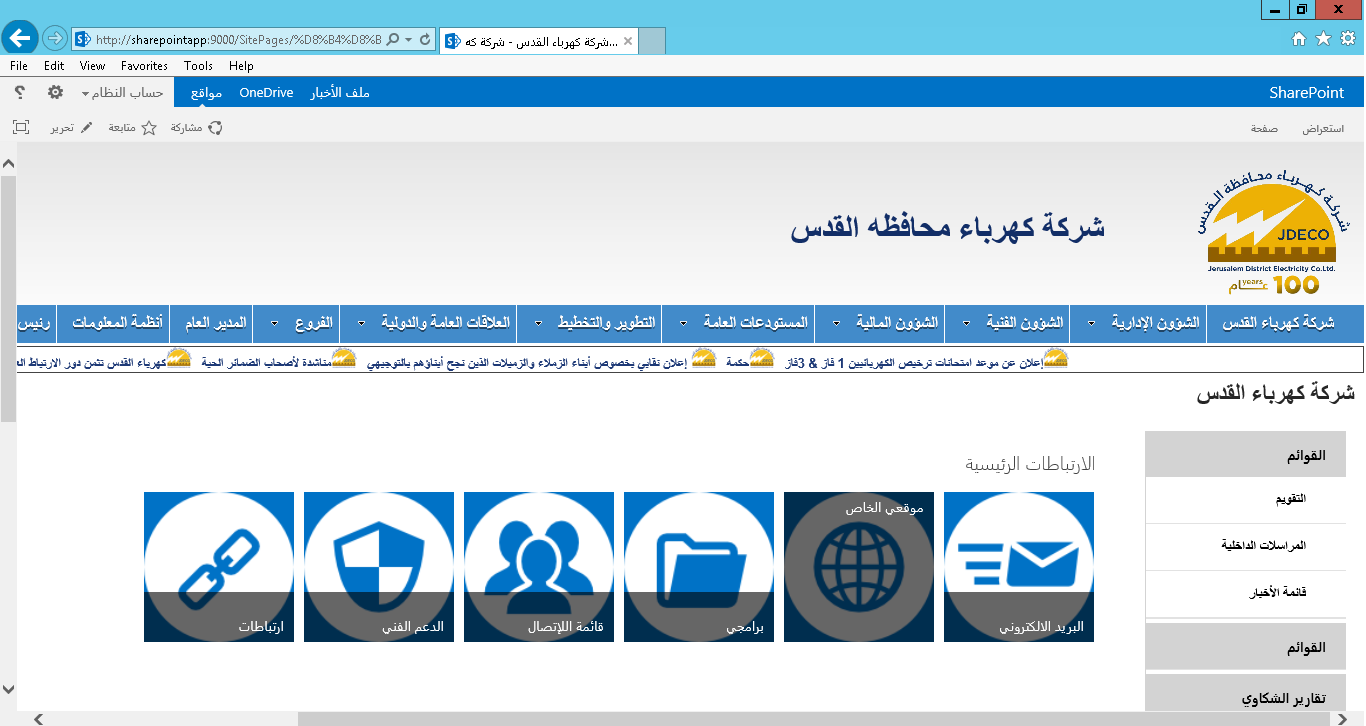 http://sharepointapp:9000/SitePages/%D8%B4%D8%B
شركة كهرباء القدس - شركة كه...
File Edit View Favorites Tools Help
SharePoint
ملف الأخبار OneDrive مواقع حساب النظام ?
استعراض صفحة
مشاركة متابعة تحرير
شركة كهرباء محافظة القدس
JDECO
Jerusalem District Electricity Co.Ltd.
100 years عــام
شركة كهرباء محافظه القدس
شركة كهرباء القدس الشؤون الإدارية الشؤون الفنية الشؤون المالية المستودعات العامة التطوير والتخطيط العلاقات العامة والدولية الفروع المدير العام أنظمة المعلومات رئيس
إعلان عن موعد امتحانات ترخيص الكهربائيين 1 فاز & 3فاز حكمة إعلان نقابي بخصوص أبناء الزملاء والزميلات الذين نجح أبناؤهم بالتوجيهي مناشدة لأصحاب الضمائر الحية كهرباء القدس تثمن دور الارتباط
شركة كهرباء القدس
القوائم
التقويم
المراسلات الداخلية
قائمة الأخبار
القوائم
تقارير الشكاوي
الارتباطات الرئيسية
البريد الالكتروني
موقعي الخاص
برامجي
قائمة اللإتصال
الدعم الفني
ارتباطات